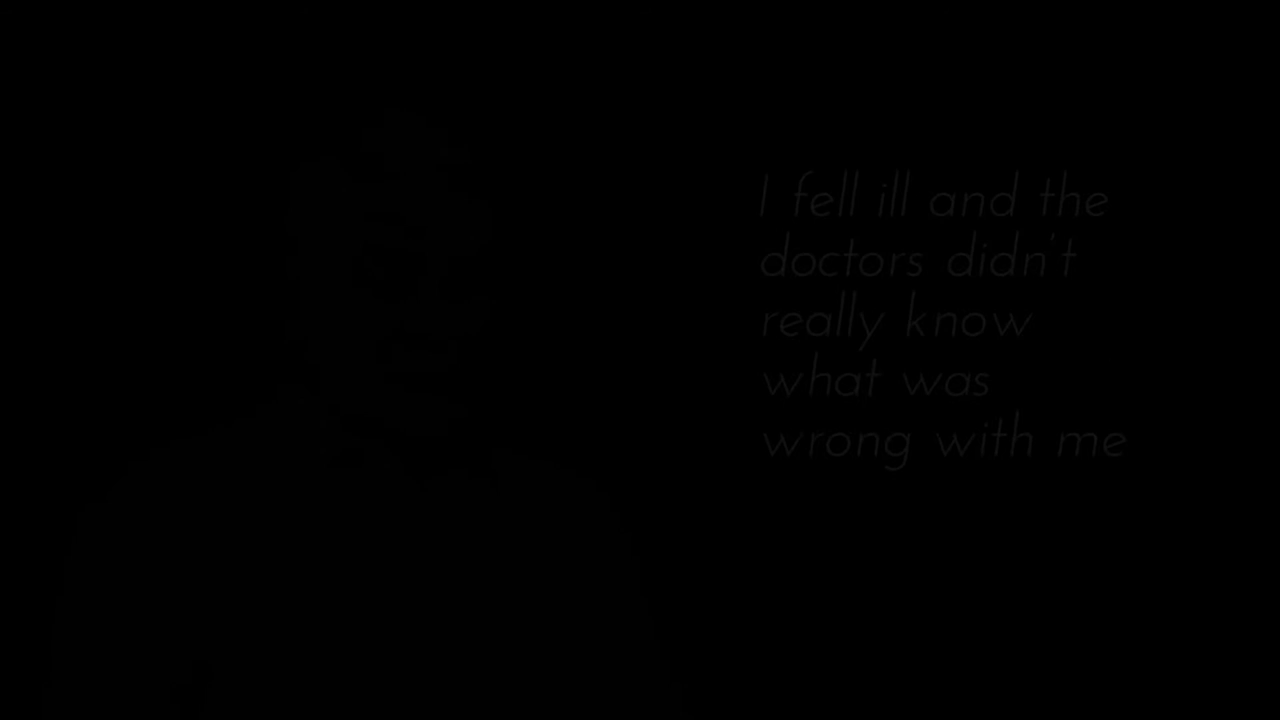 I fell ill and the
doctors didn't
really know
what was
wrong with me